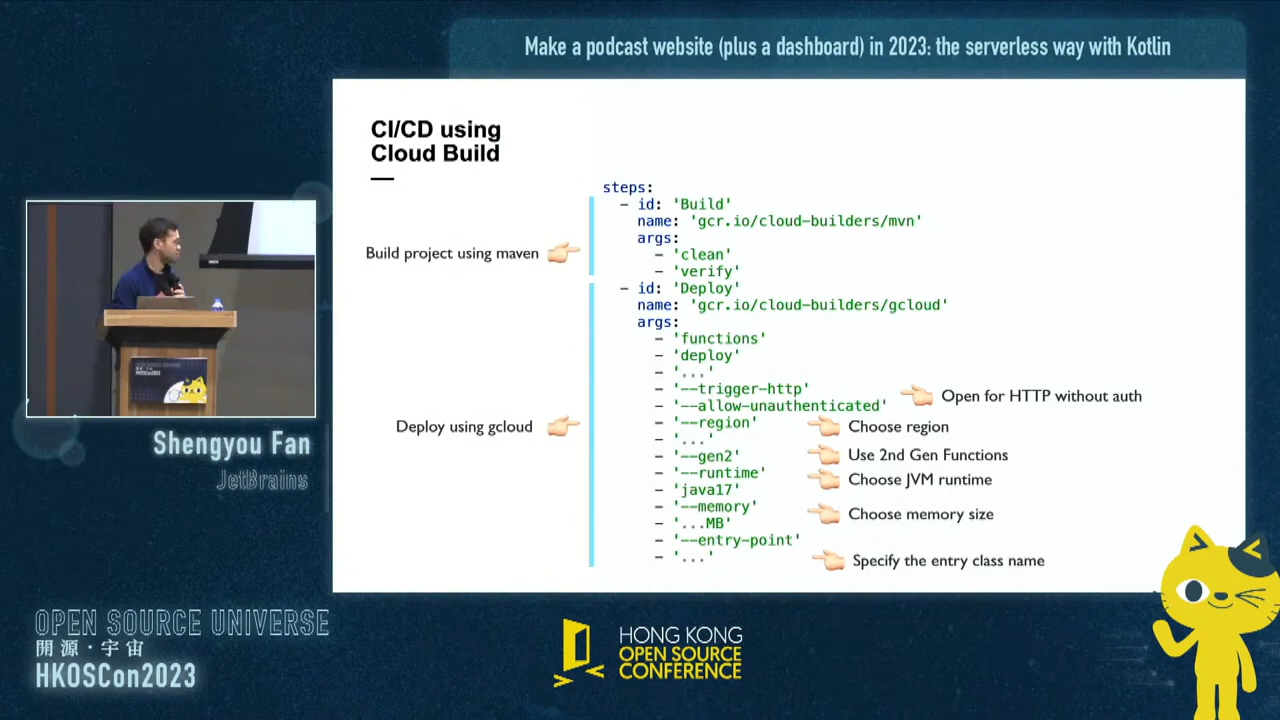 Make a podcast website (plus a dashboard) in 2023: the serverless way with Kotlin
CI/CD using
Cloud Build
steps:
- id: 'Build'
name: 'gcr.io/cloud-builders/mvn'
args:
- 'clean'
- 'verify'
- id: 'Deploy'
name: 'gcr.io/cloud-builders/gcloud'
args:
- 'functions'
- 'deploy'
- '...'
- '--trigger-http'
- '--allow-unauthenticated'
- '--region'
- '...'
- '--gen2'
- '--runtime'
- 'java17'
- '--memory'
- '...MB'
- '--entry-point'
- '...'
Build project using maven
Deploy using gcloud
Open for HTTP without auth
Choose region
Use 2nd Gen Functions
Choose JVM runtime
Choose memory size
Specify the entry class name
OPEN SOURCE UNIVERSE
HKOSCon2023
Shengyou Fan
JetBrains
OPEN SOURCE UNIVERSE
開源·宇宙
HKOSCon2023
HONG KONG
OPEN SOURCE
CONFERENCE